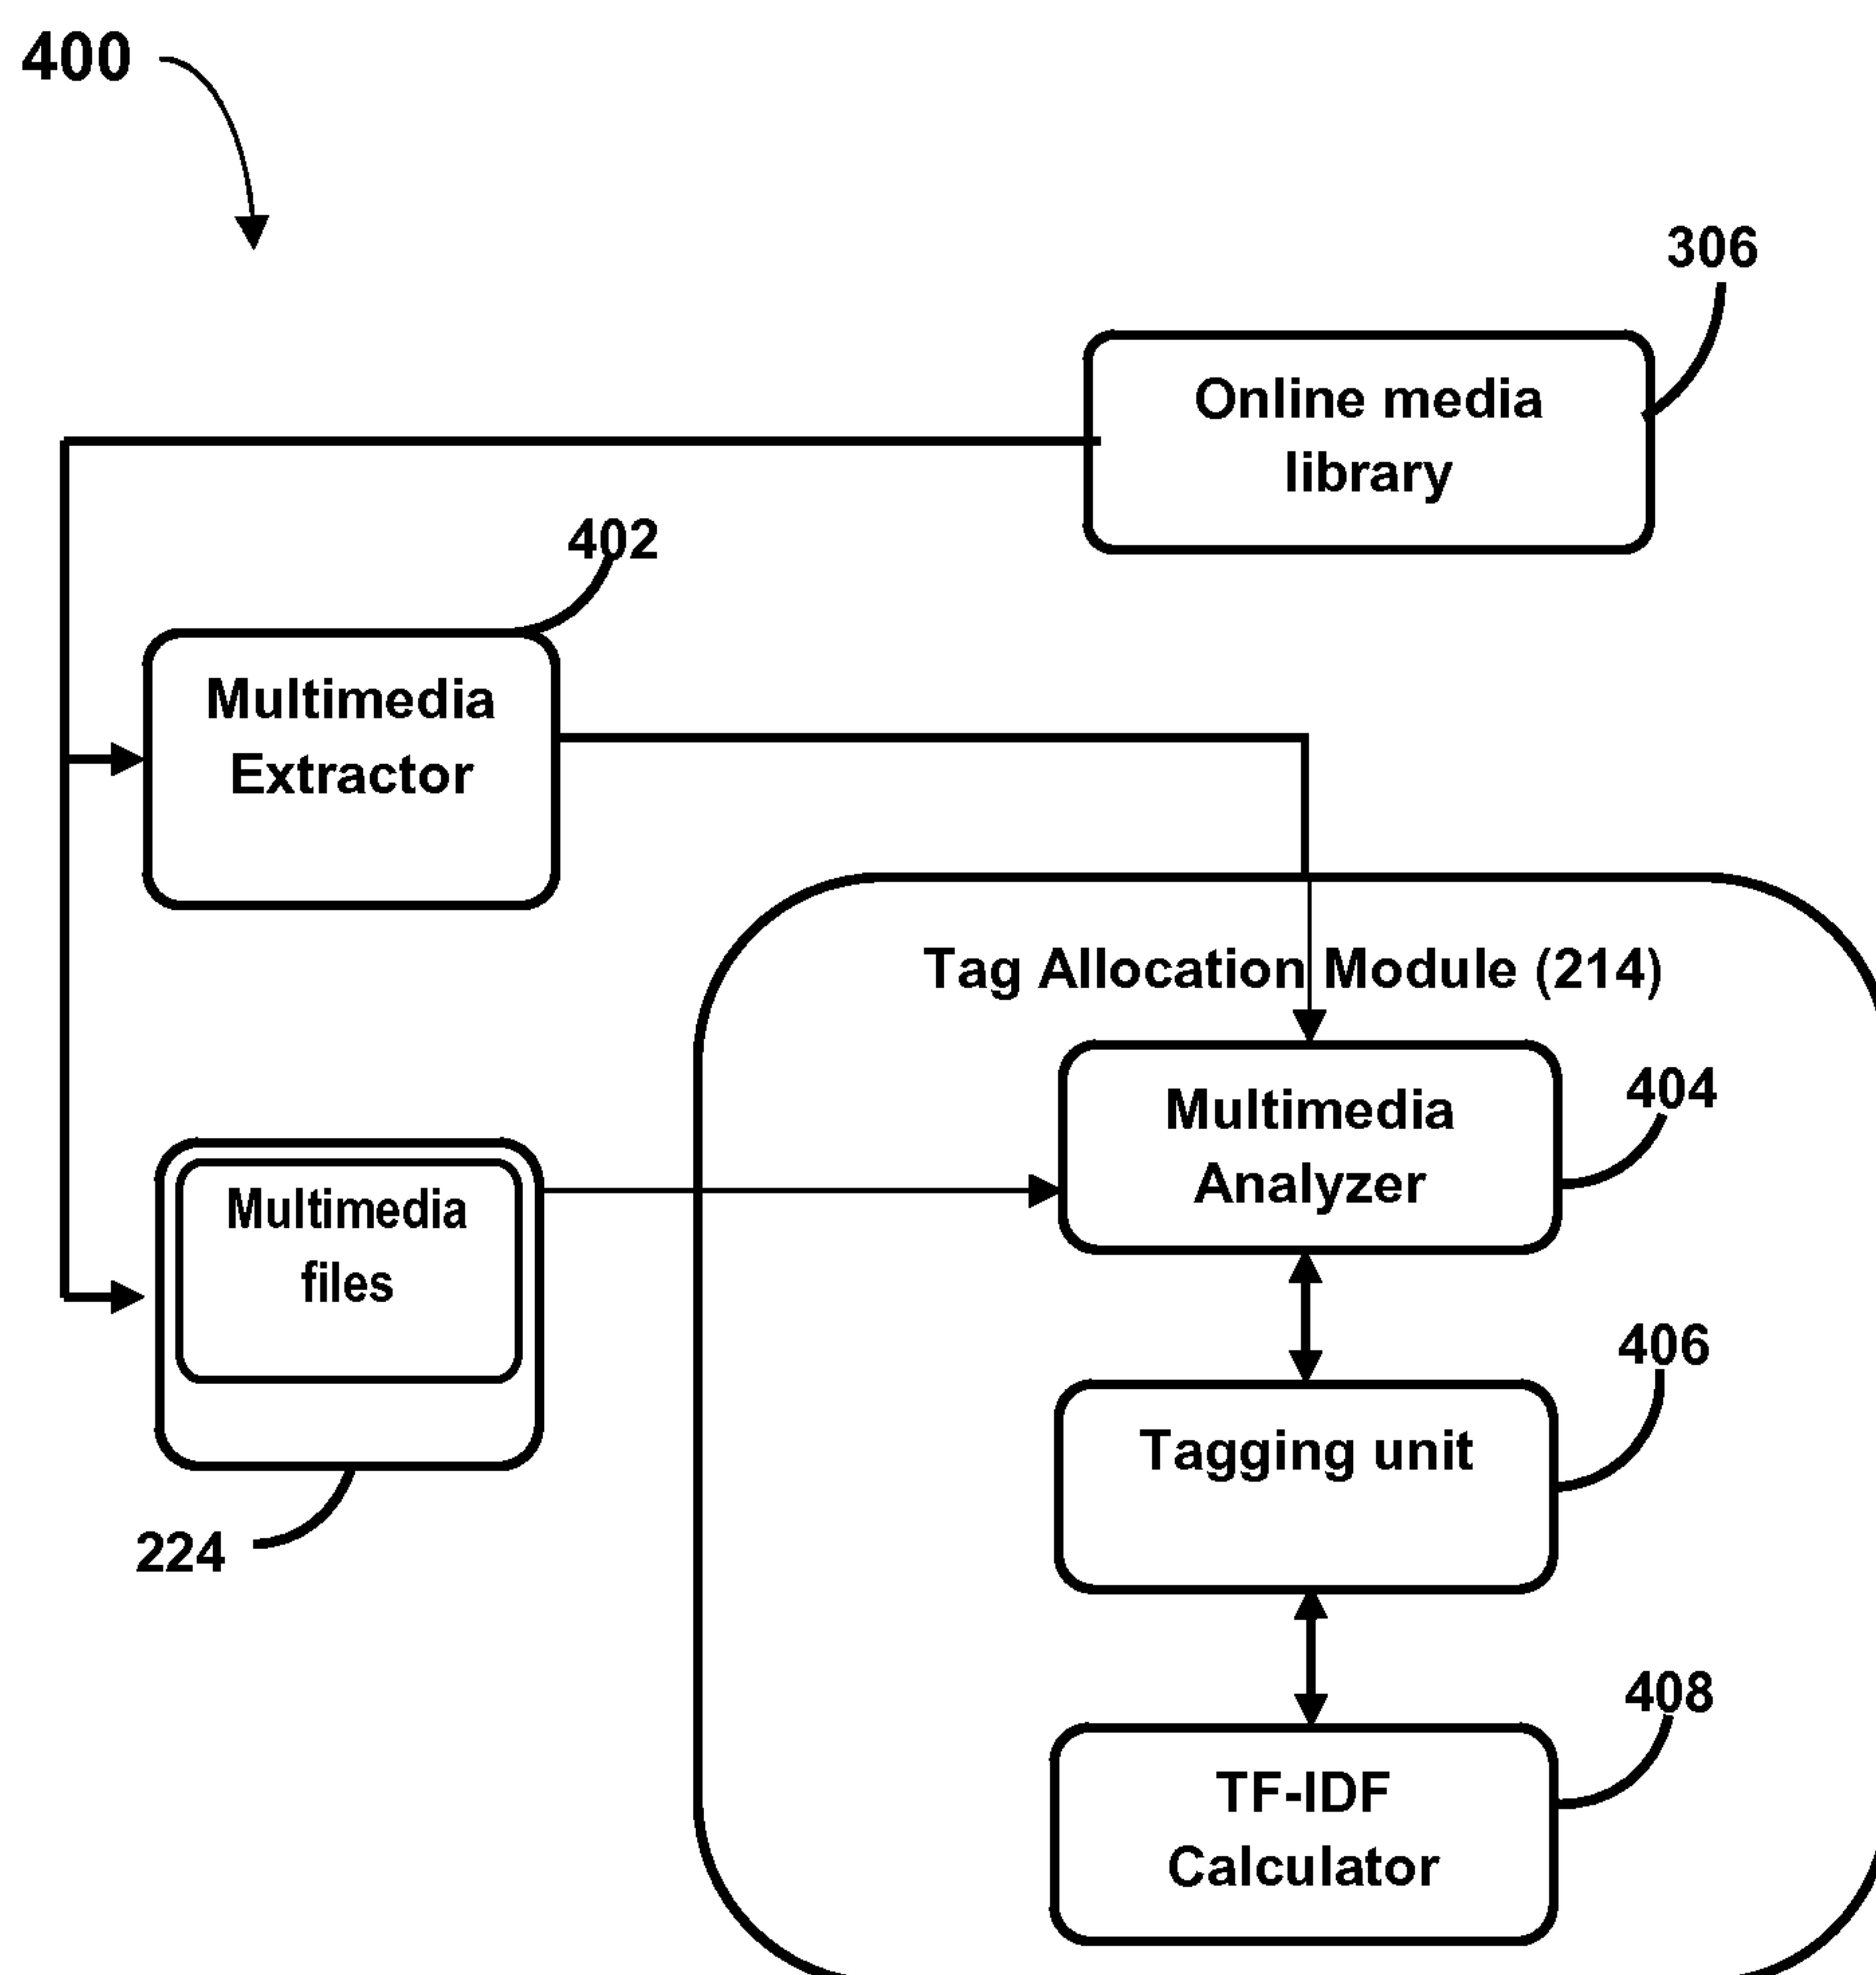 400
306
Online media
library
402
Multimedia
Extractor
Tag Allocation Module (214)
Multimedia
Analyzer
404
Multimedia
files
224
406
Tagging unit
408
TF-IDF
Calculator